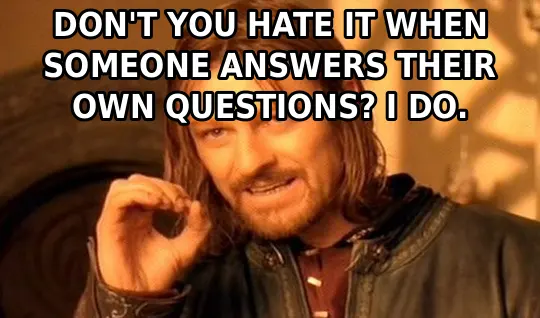 DON'T YOU HATE IT WHEN
SOMEONE ANSWERS THEIR
OWN QUESTIONS? I DO.